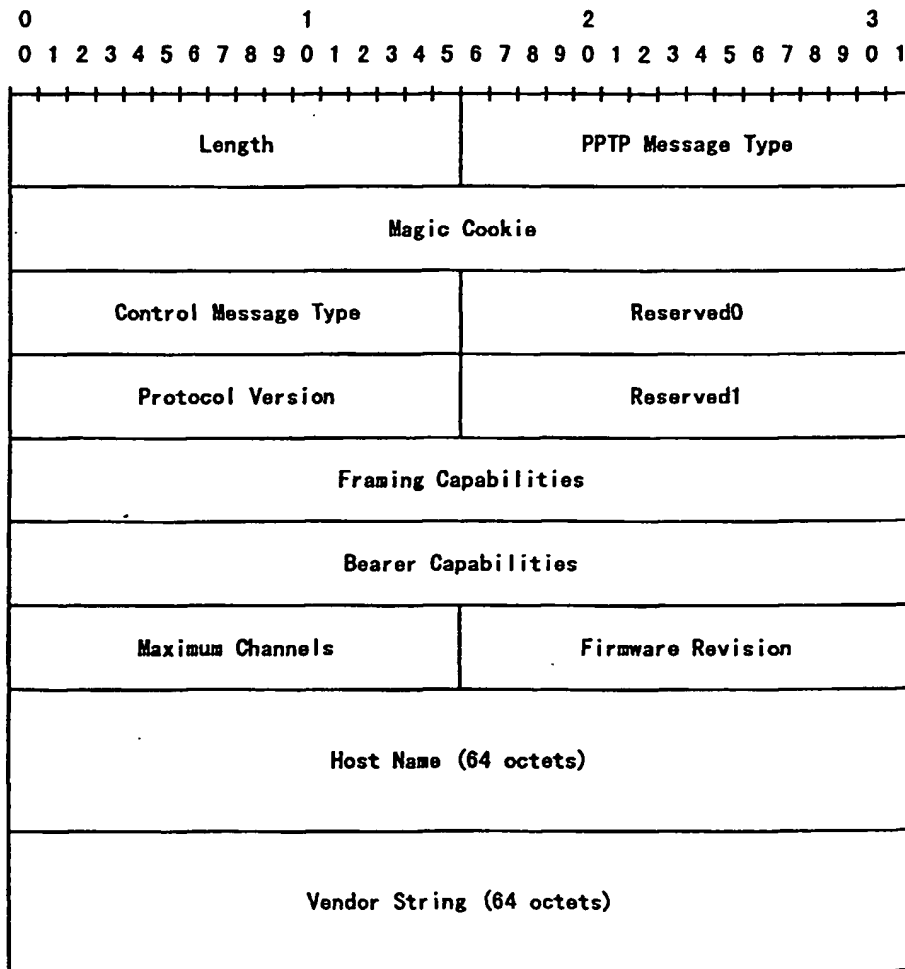 0 1 2 3
0 1 2 3 4 5 6 7 8 9 0 1 2 3 4 5 6 7 8 9 0 1 2 3 4 5 6 7 8 9 0 1
Length PPTP Message Type
Magic Cookie
Control Message Type Reserved0
Protocol Version Reserved1
Framing Capabilities
Bearer Capabilities
Maximum Channels Firmware Revision
Host Name (64 octets)
Vendor String (64 octets)